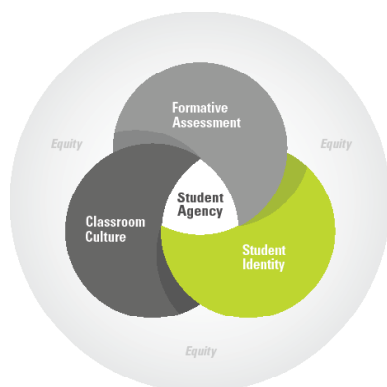 Formative
Assessment
Equity
Equity
Student
Agency
Classroom
Culture
Student
Identity
Equity